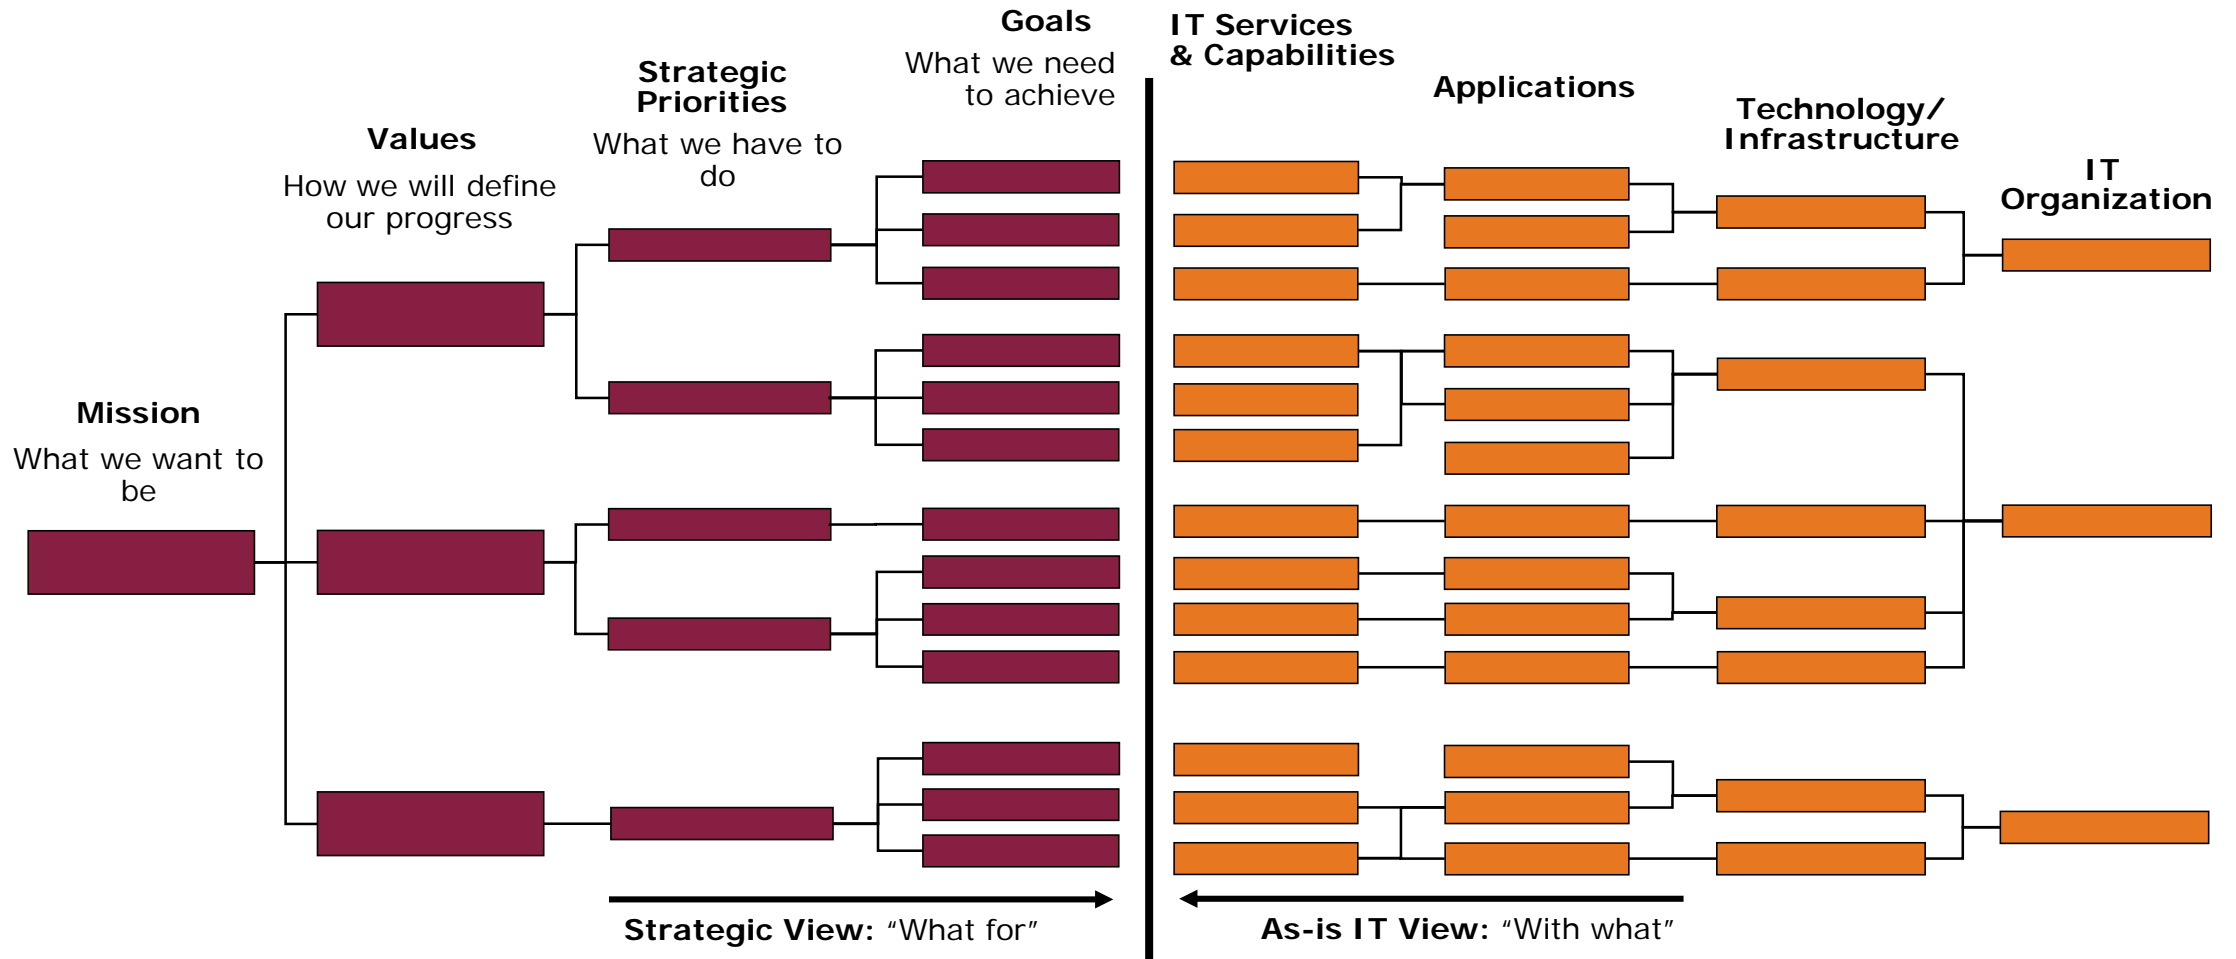 Goals
What we need
to achieve
IT Services
& Capabilities
Strategic
Priorities
What we have to
do
Applications
Technology/
Infrastructure
Values
How we will define
our progress
IT
Organization
Mission
What we want to
be
Strategic View: “What for”
As-is IT View: “With what”